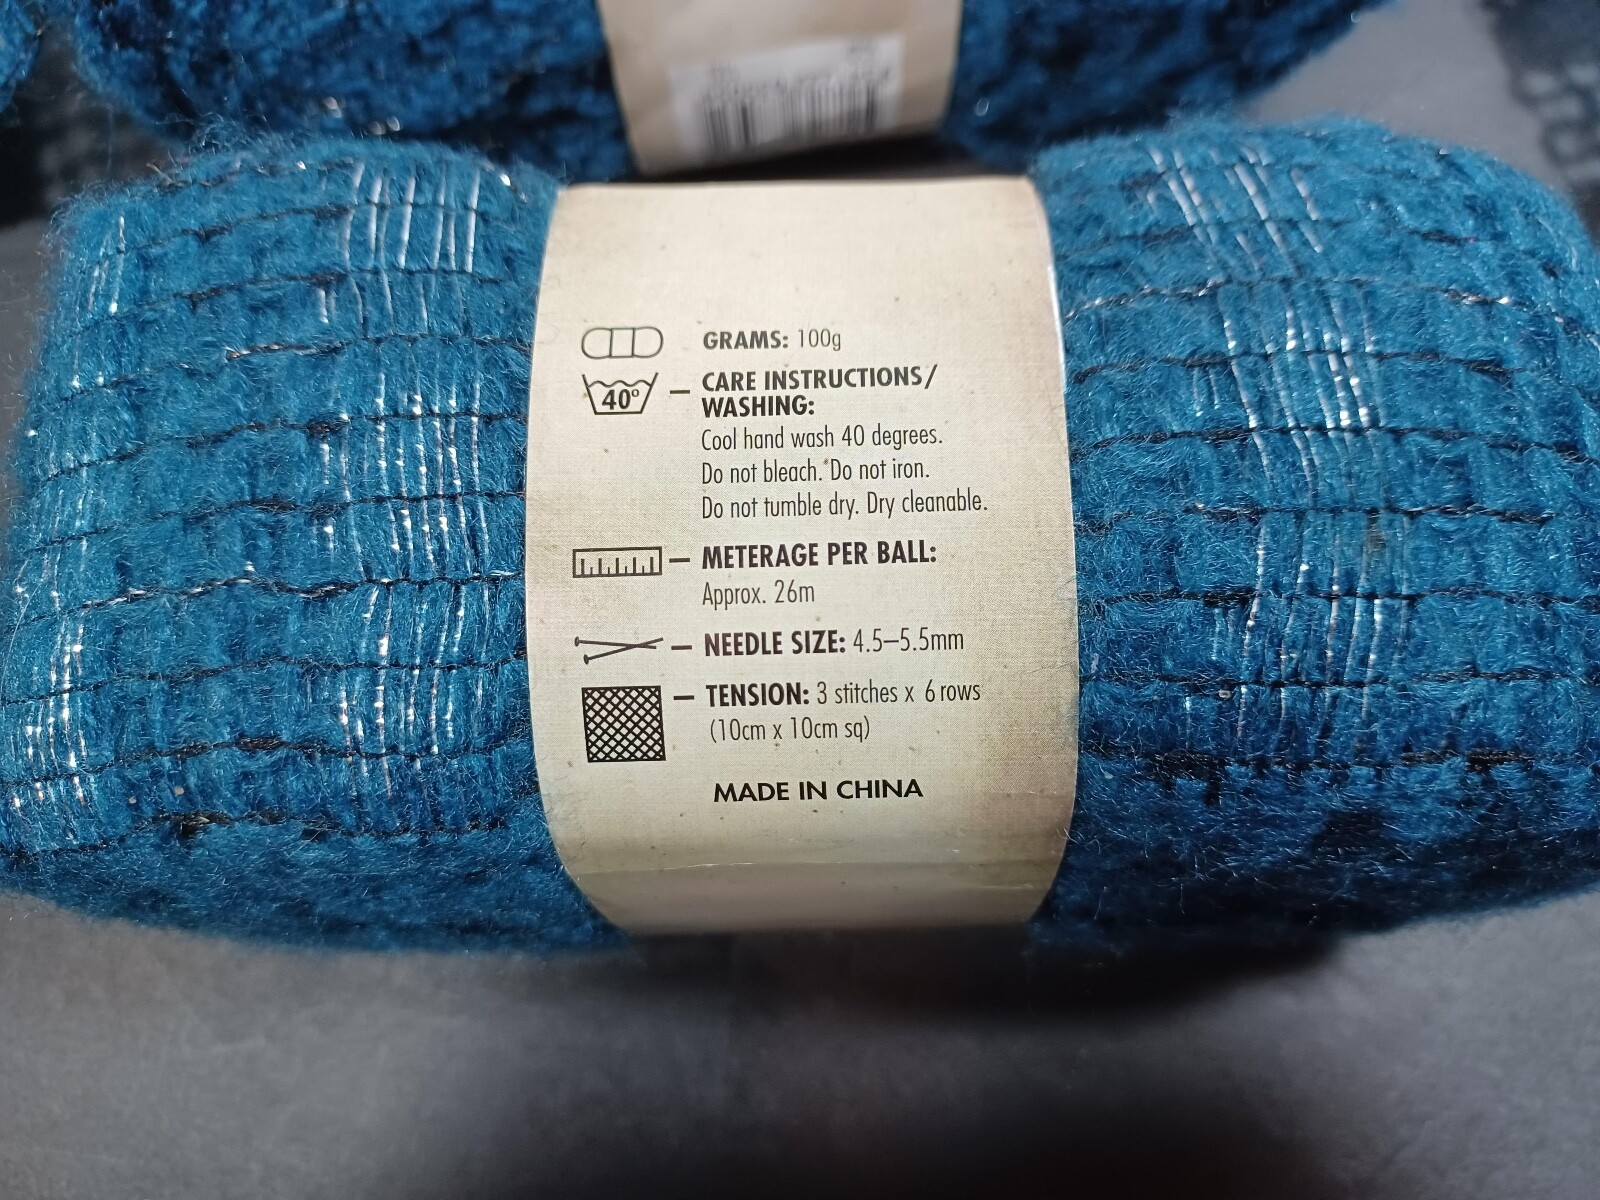 GRAMS: 100g
40°
CARE INSTRUCTIONS/
WASHING:
Cool hand wash 40 degrees.
Do not bleach. Do not iron.
Do not tumble dry. Dry cleanable.
METERAGE PER BALL:
Approx. 26m
NEEDLE SIZE: 4.5–5.5mm
TENSION: 3 stitches x 6 rows
(10cm x 10cm sq)
MADE IN CHINA